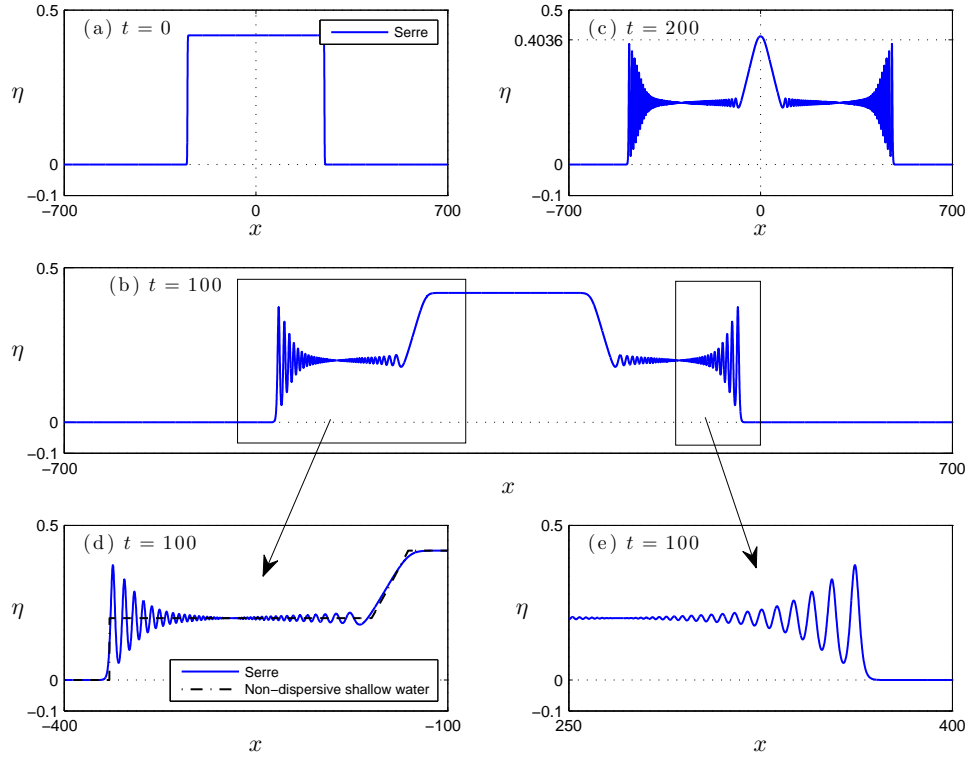 (a) t = 0
Serre
0.5
η
0
−0.1
−700
0
700
x
(c) t = 200
0.5
0.4036
η
0
−0.1
−700
0
700
x
(b) t = 100
0.5
η
0
−0.1
−700
700
x
(d) t = 100
0.5
η
0
−0.1
Serre
Non−dispersive shallow water
−400
−100
x
(e) t = 100
0.5
η
0
−0.1
250
400
x